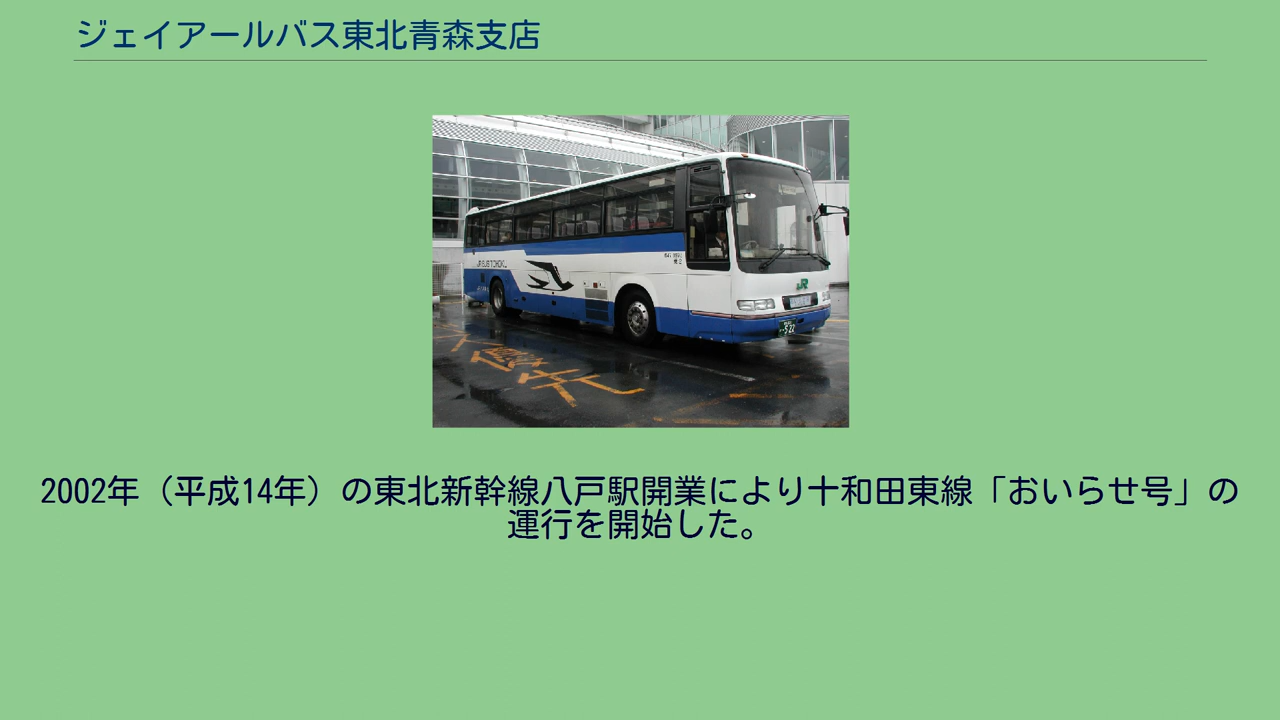 ジェイアールバス東北青森支店
JR
522
2002年（平成14年）の東北新幹線八戸駅開業により十和田東線「おいらせ号」の
運行を開始した。